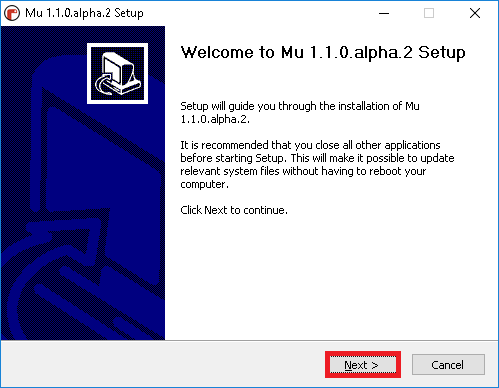 Mu 1.1.0.alpha.2 Setup
Welcome to Mu 1.1.0.alpha.2 Setup
Setup will guide you through the installation of Mu
1.1.0.alpha.2.
It is recommended that you close all other applications
before starting Setup. This will make it possible to update
relevant system files without having to reboot your
computer.
Click Next to continue.
Next >
Cancel